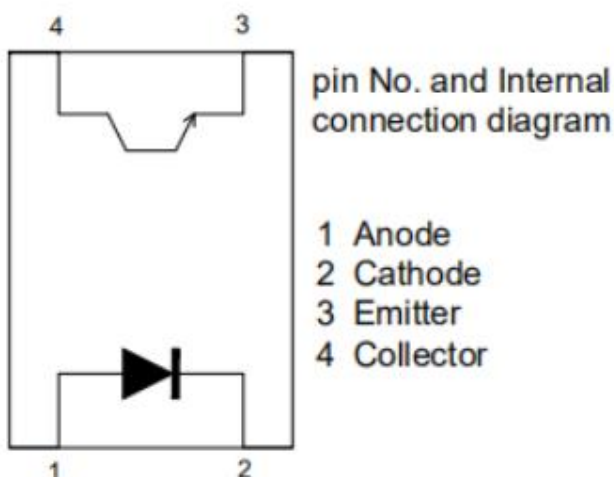 4 3
pin No. and Internal
connection diagram
1 Anode
2 Cathode
3 Emitter
4 Collector
1 2